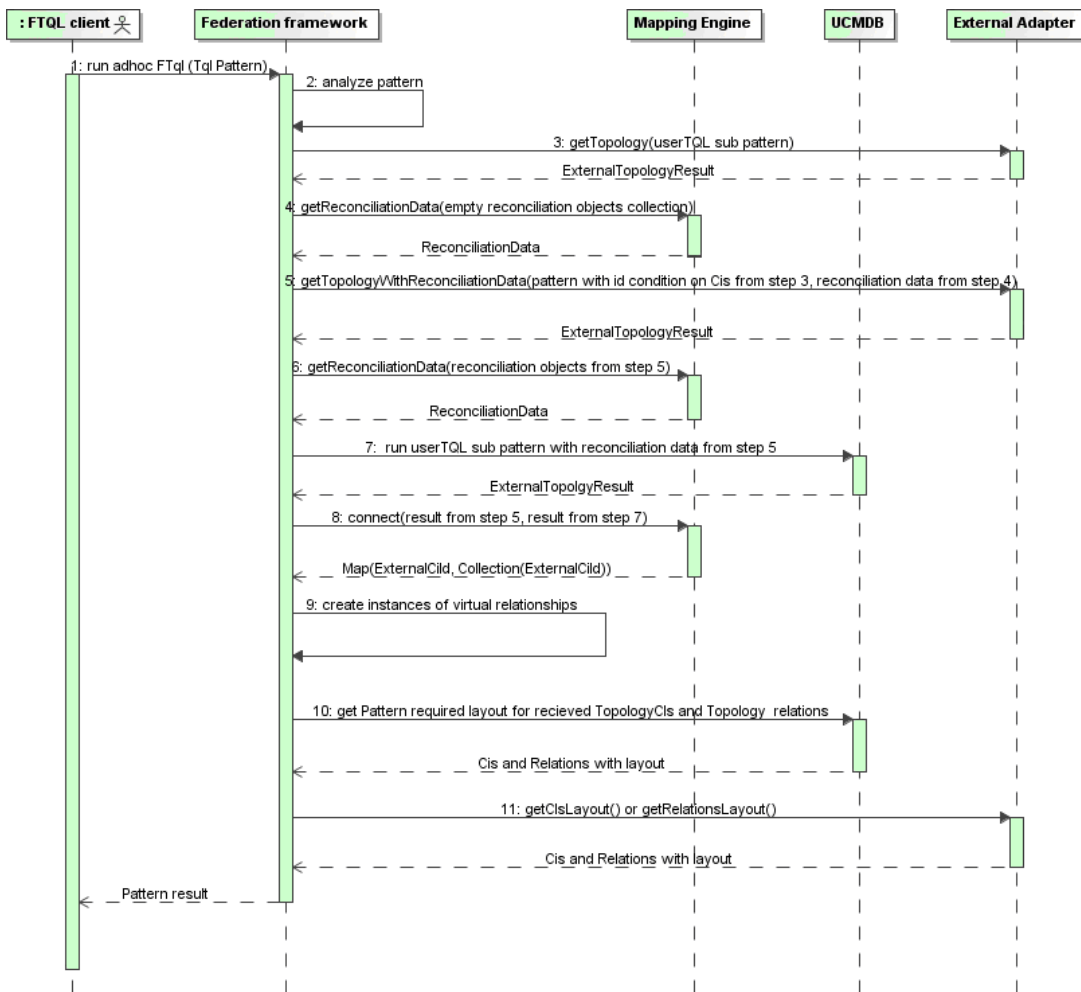 : FTQL client
Federation framework
Mapping Engine
UCMDB
External Adapter
1: run adhoc FTql (Tql Pattern)
2: analyze pattern
3: getTopology(userTQL sub pattern)
ExternalTopologyResult
4: getReconciliationData(empty reconciliation objects collection)
ReconciliationData
5: getTopologyWithReconciliationData(pattern with id condition on Cis from step 3, reconciliation data from step 4)
ExternalTopologyResult
6: getReconciliationData(reconciliation objects from step 5)
ReconciliationData
7: run userTQL sub pattern with reconciliation data from step 5
ExternalTopolgyResult
8: connect(result from step 5, result from step 7)
Map(ExternalCiId, Collection(ExternalCiId))
9: create instances of virtual relationships
10: get Pattern required layout for recieved TopologyCIs and Topology relations
Cis and Relations with layout
11: getCIsLayout() or getRelationsLayout()
Cis and Relations with layout
Pattern result